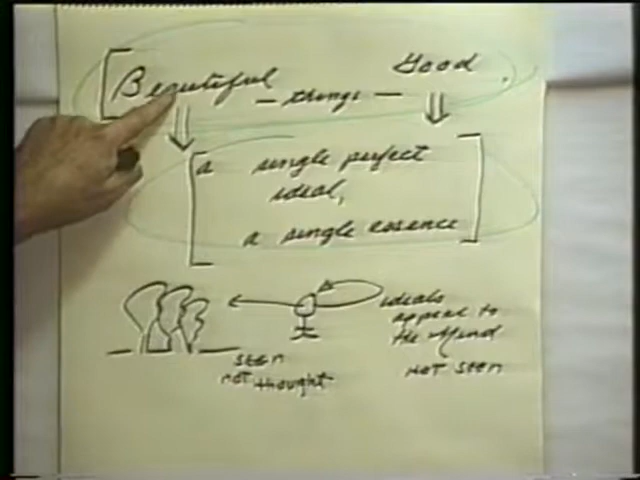 Beautiful — things — Good
a single perfect
ideal,
a single essence
ideals
appear to
the Mind
not seen
seen
not thought